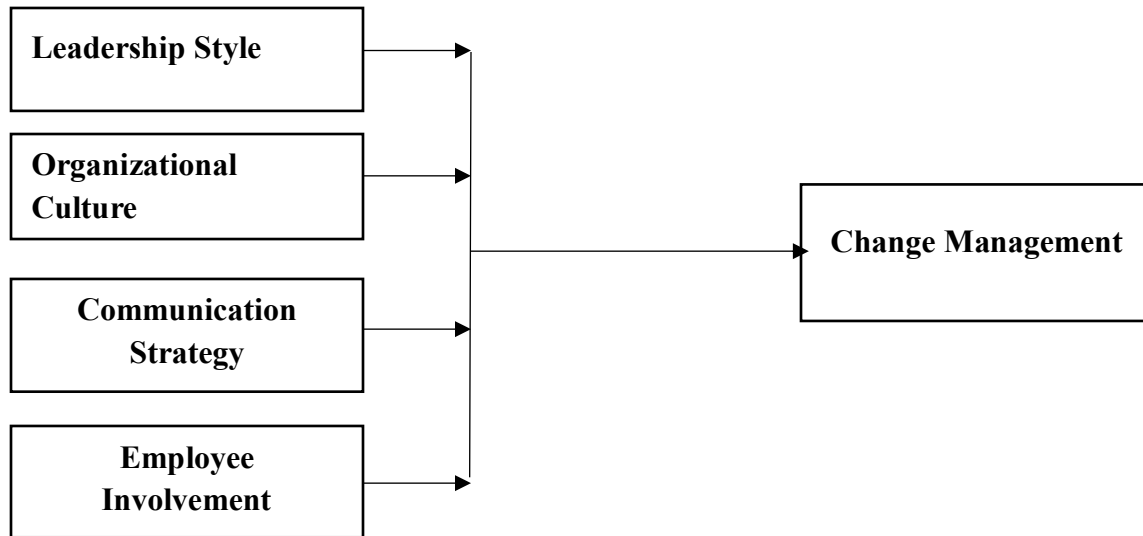 Leadership Style
Organizational
Culture
Communication
Strategy
Employee
Involvement
Change Management